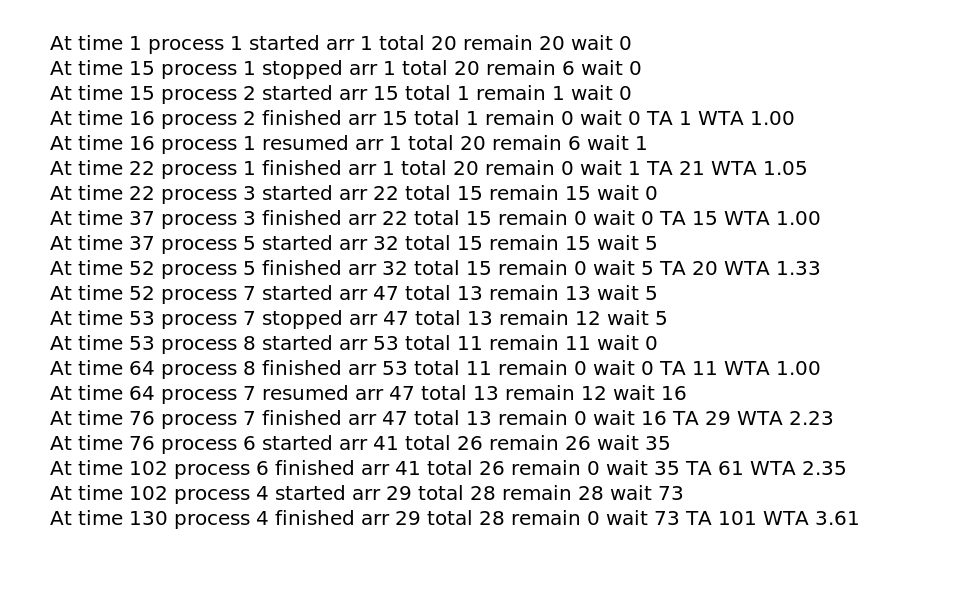 At time 1 process 1 started arr 1 total 20 remain 20 wait 0
At time 15 process 1 stopped arr 1 total 20 remain 6 wait 0
At time 15 process 2 started arr 15 total 1 remain 1 wait 0
At time 16 process 2 finished arr 15 total 1 remain 0 wait 0 TA 1 WTA 1.00
At time 16 process 1 resumed arr 1 total 20 remain 6 wait 1
At time 22 process 1 finished arr 1 total 20 remain 0 wait 1 TA 21 WTA 1.05
At time 22 process 3 started arr 22 total 15 remain 15 wait 0
At time 37 process 3 finished arr 22 total 15 remain 0 wait 0 TA 15 WTA 1.00
At time 37 process 5 started arr 32 total 15 remain 15 wait 5
At time 52 process 5 finished arr 32 total 15 remain 0 wait 5 TA 20 WTA 1.33
At time 52 process 7 started arr 47 total 13 remain 13 wait 5
At time 53 process 7 stopped arr 47 total 13 remain 12 wait 5
At time 53 process 8 started arr 53 total 11 remain 11 wait 0
At time 64 process 8 finished arr 53 total 11 remain 0 wait 0 TA 11 WTA 1.00
At time 64 process 7 resumed arr 47 total 13 remain 12 wait 16
At time 76 process 7 finished arr 47 total 13 remain 0 wait 16 TA 29 WTA 2.23
At time 76 process 6 started arr 41 total 26 remain 26 wait 35
At time 102 process 6 finished arr 41 total 26 remain 0 wait 35 TA 61 WTA 2.35
At time 102 process 4 started arr 29 total 28 remain 28 wait 73
At time 130 process 4 finished arr 29 total 28 remain 0 wait 73 TA 101 WTA 3.61